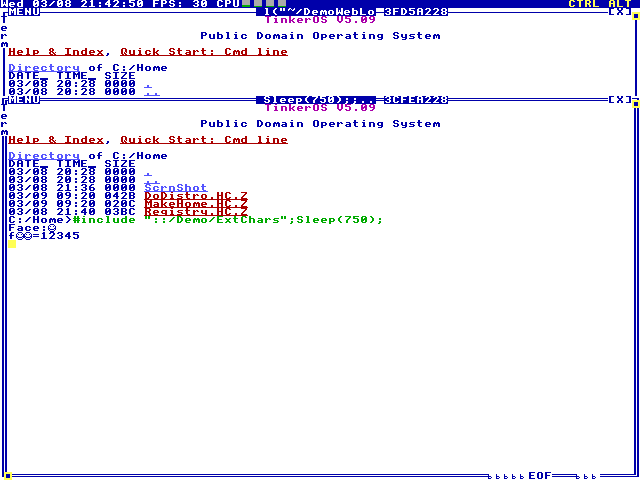 Wed 03/08 21:42:50 FPS: 30 CPU CTRL ALT
MENU l("~/DemoWebLo 3FD5A228 [X]
Term
TinkerOS V5.09
Public Domain Operating System
Help & Index, Quick Start: Cmd line
Directory of C:/Home
DATE_ TIME_ SIZE
03/08 20:28 0000 .
03/08 20:28 0000 ..
MENU Sleep(750);;.. 3CFEA228 [X]
Term
TinkerOS V5.09
Public Domain Operating System
Help & Index, Quick Start: Cmd line
Directory of C:/Home
DATE_ TIME_ SIZE
03/08 20:28 0000 .
03/08 20:28 0000 ..
03/08 21:36 0000 ScrnShot
03/09 09:20 042B DoDistro.HC.Z
03/09 09:20 020C MakeHome.HC.Z
03/08 21:40 03BC Registry.HC.Z
C:/Home>#include "::/Demo/ExtChars";Sleep(750);
Face:☺
f☺☺=12345
EOF